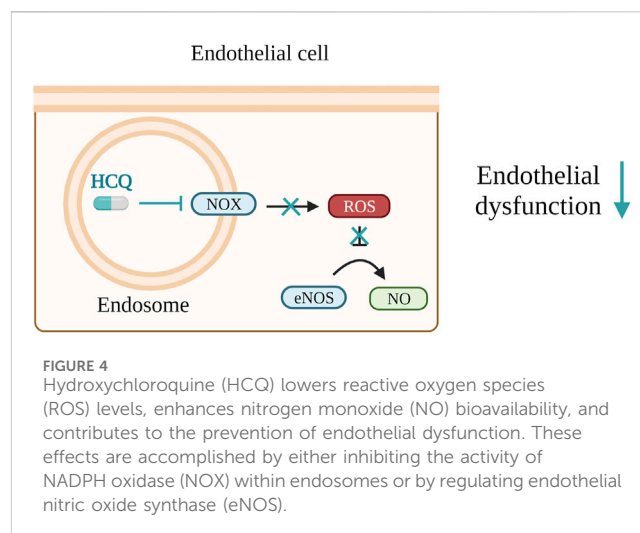 Endothelial cell
HCQ
NOX
ROS
Endosome
eNOS
NO
Endothelial
dysfunction
FIGURE 4
Hydroxychloroquine (HCQ) lowers reactive oxygen species
(ROS) levels, enhances nitrogen monoxide (NO) bioavailability, and
contributes to the prevention of endothelial dysfunction. These
effects are accomplished by either inhibiting the activity of
NADPH oxidase (NOX) within endosomes or by regulating endothelial
nitric oxide synthase (eNOS).